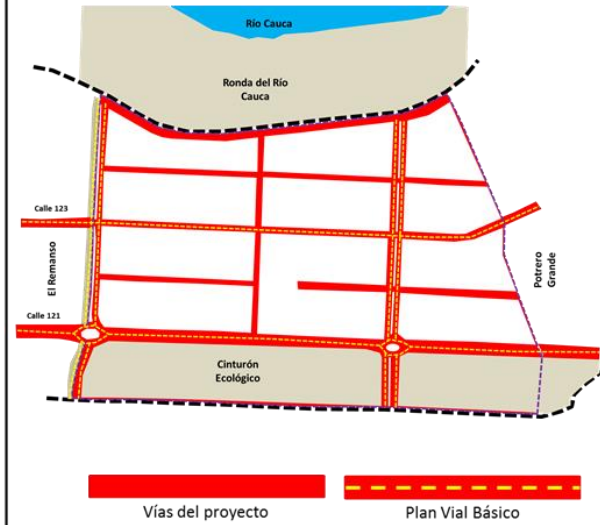 Río Cauca
Ronda del Río
Cauca
Calle 123
El Remanso
Potrero
Grande
Calle 121
Cinturón
Ecológico
Vías del proyecto
Plan Vial Básico